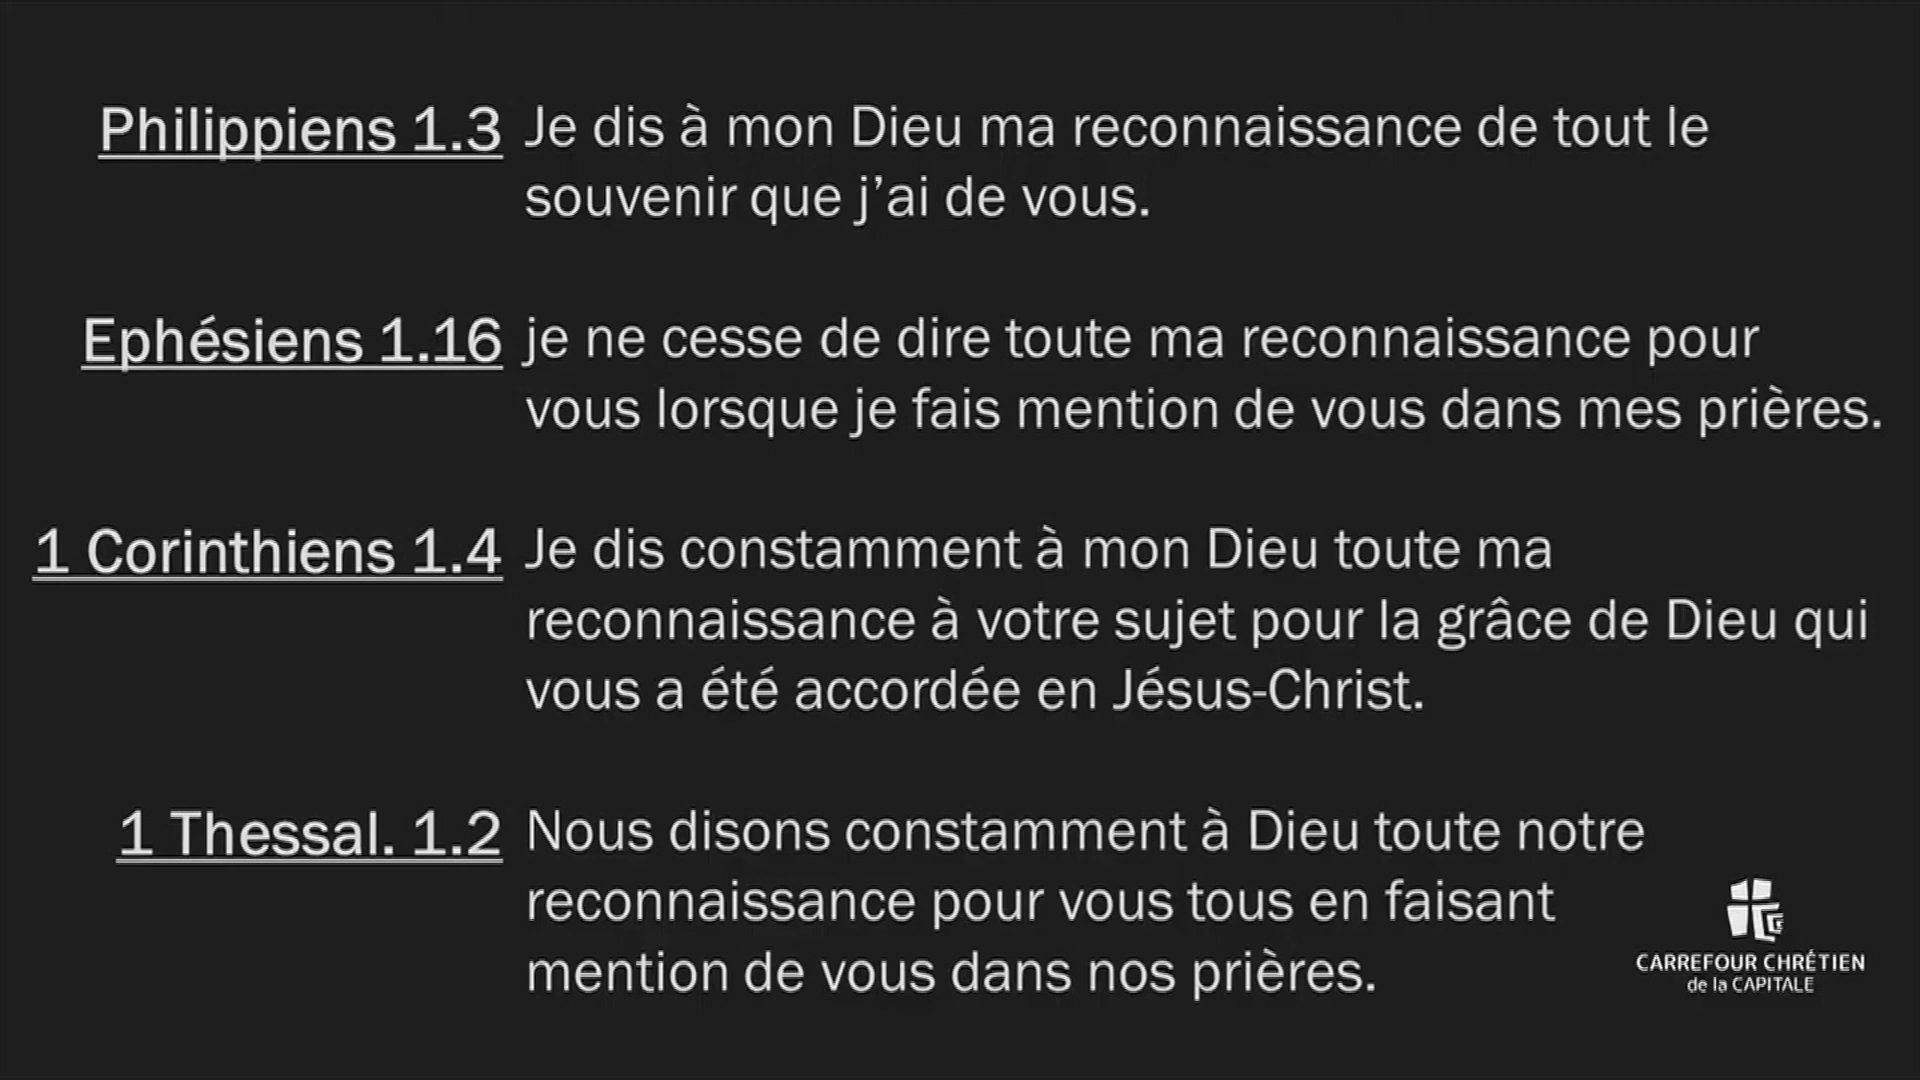 Philippiens 1.3 Je dis à mon Dieu ma reconnaissance de tout le
souvenir que j’ai de vous.
Ephésiens 1.16 je ne cesse de dire toute ma reconnaissance pour
vous lorsque je fais mention de vous dans mes prières.
1 Corinthiens 1.4 Je dis constamment à mon Dieu toute ma
reconnaissance à votre sujet pour la grâce de Dieu qui
vous a été accordée en Jésus-Christ.
1 Thessal. 1.2 Nous disons constamment à Dieu toute notre
reconnaissance pour vous tous en faisant
mention de vous dans nos prières.
CARREFOUR CHRÉTIEN
de la CAPITALE